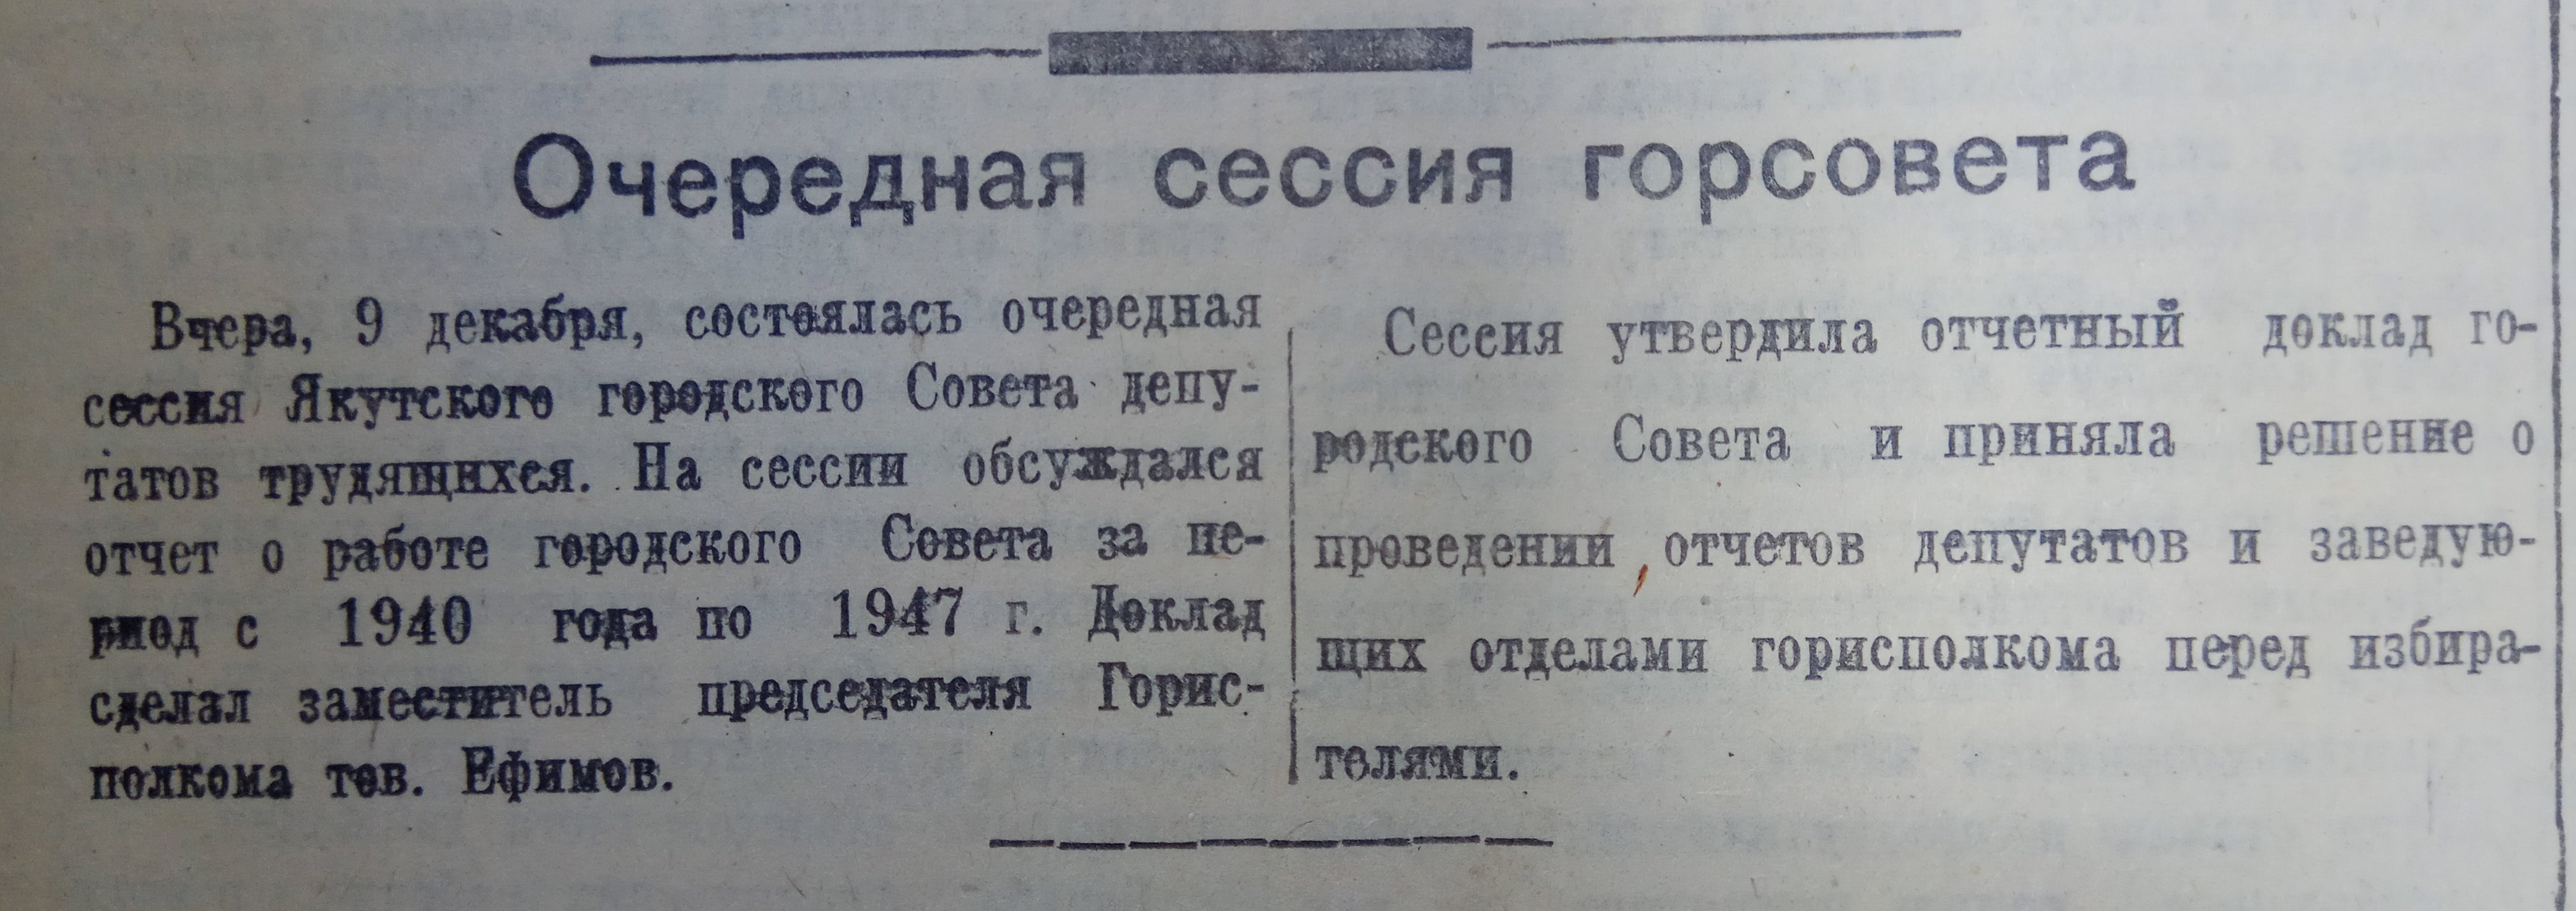 Очередная сессия горсовета
Вчера, 9 декабря, состоялась очередная
сессия Якутского городского Совета депу-
татов трудящихся. На сессии обсуждался
отчет о работе городского Совета за пе-
риод с 1940 года по 1947 г. Доклад
сделал заместитель председателя Горис-
полкома тов. Ефимов.
Сессия утвердила отчетный доклад го-
родского Совета и приняла решение о
проведении отчетов депутатов и заведую-
щих отделами горисполкома перед избира-
телями.